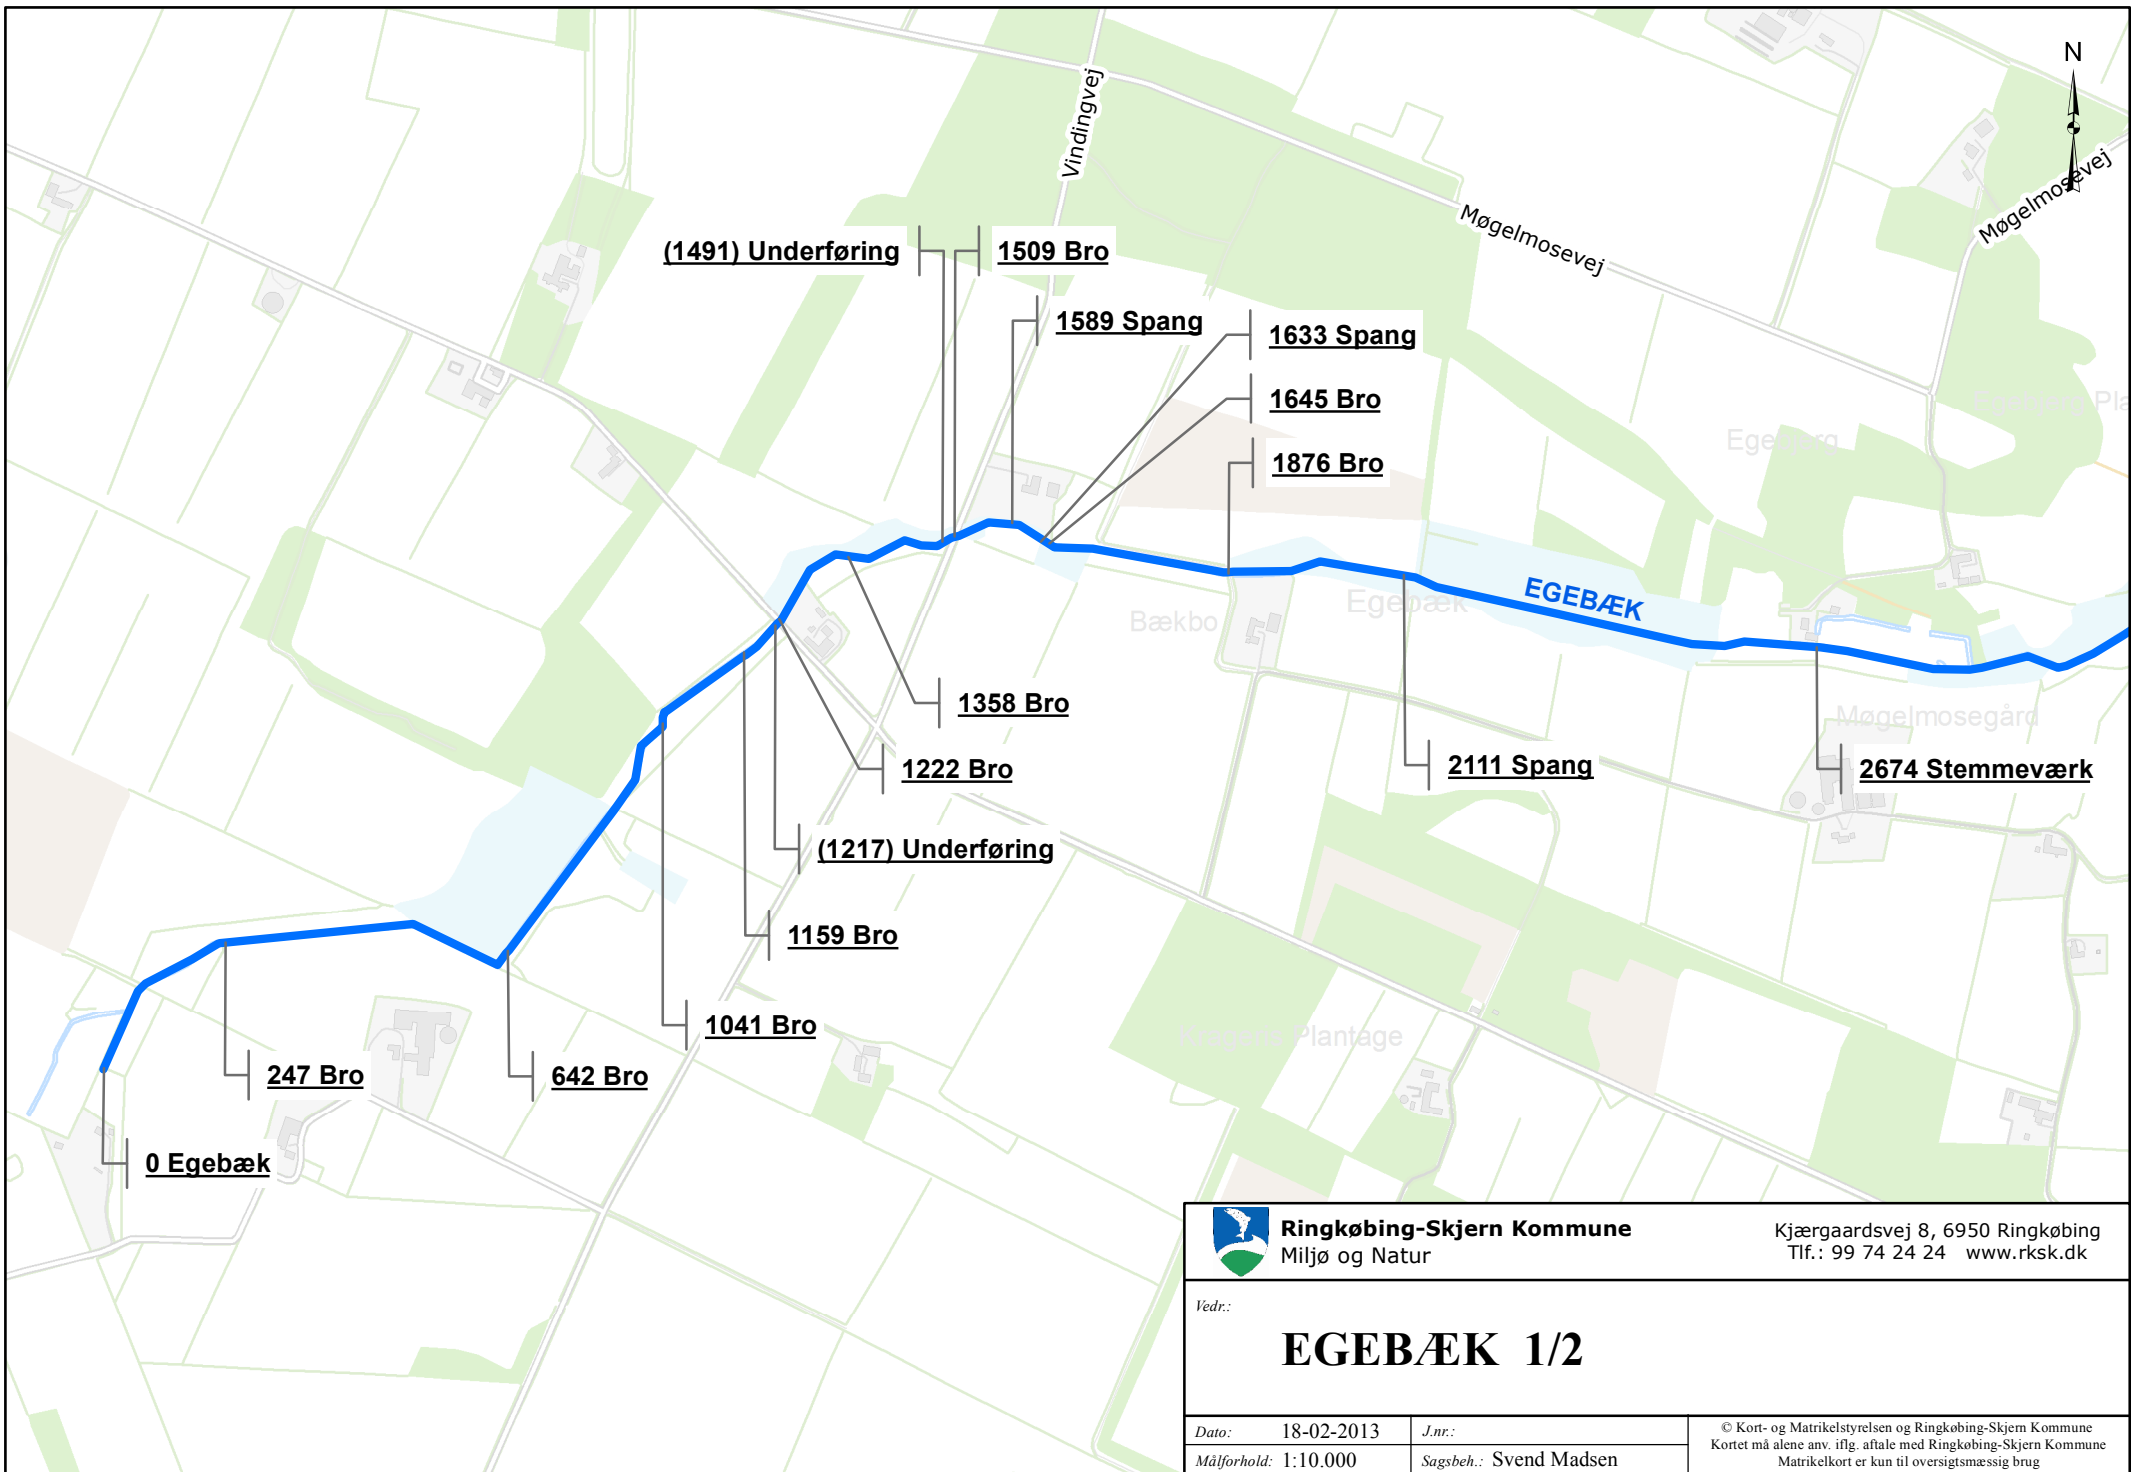 N
Vindingvej
Møgelmosevej
Møgelmosevej
(1491) Underføring
1509 Bro
1589 Spang
1633 Spang
1645 Bro
1876 Bro
Egebjerg
EGEBÆK
Egebæk
Bækbo
Møgelmosegård
1358 Bro
1222 Bro
2111 Spang
2674 Stemmeværk
(1217) Underføring
1159 Bro
1041 Bro
Plantage
247 Bro
642 Bro
0 Egebæk
Ringkøbing-Skjern Kommune
Miljø og Natur
Kjærgaardsvej 8, 6950 Ringkøbing
Tlf.: 99 74 24 24 www.rksk.dk
Vedr.:
EGEBÆK 1/2
Dato: 18-02-2013
J.nr.:
Målforhold: 1:10.000
Sagsbeh.: Svend Madsen
© Kort- og Matrikelstyrelsen og Ringkøbing-Skjern Kommune
Kortet må alene anv. iflg. aftale med Ringkøbing-Skjern Kommune
Matrikelkort er kun til oversigtsmæssig brug